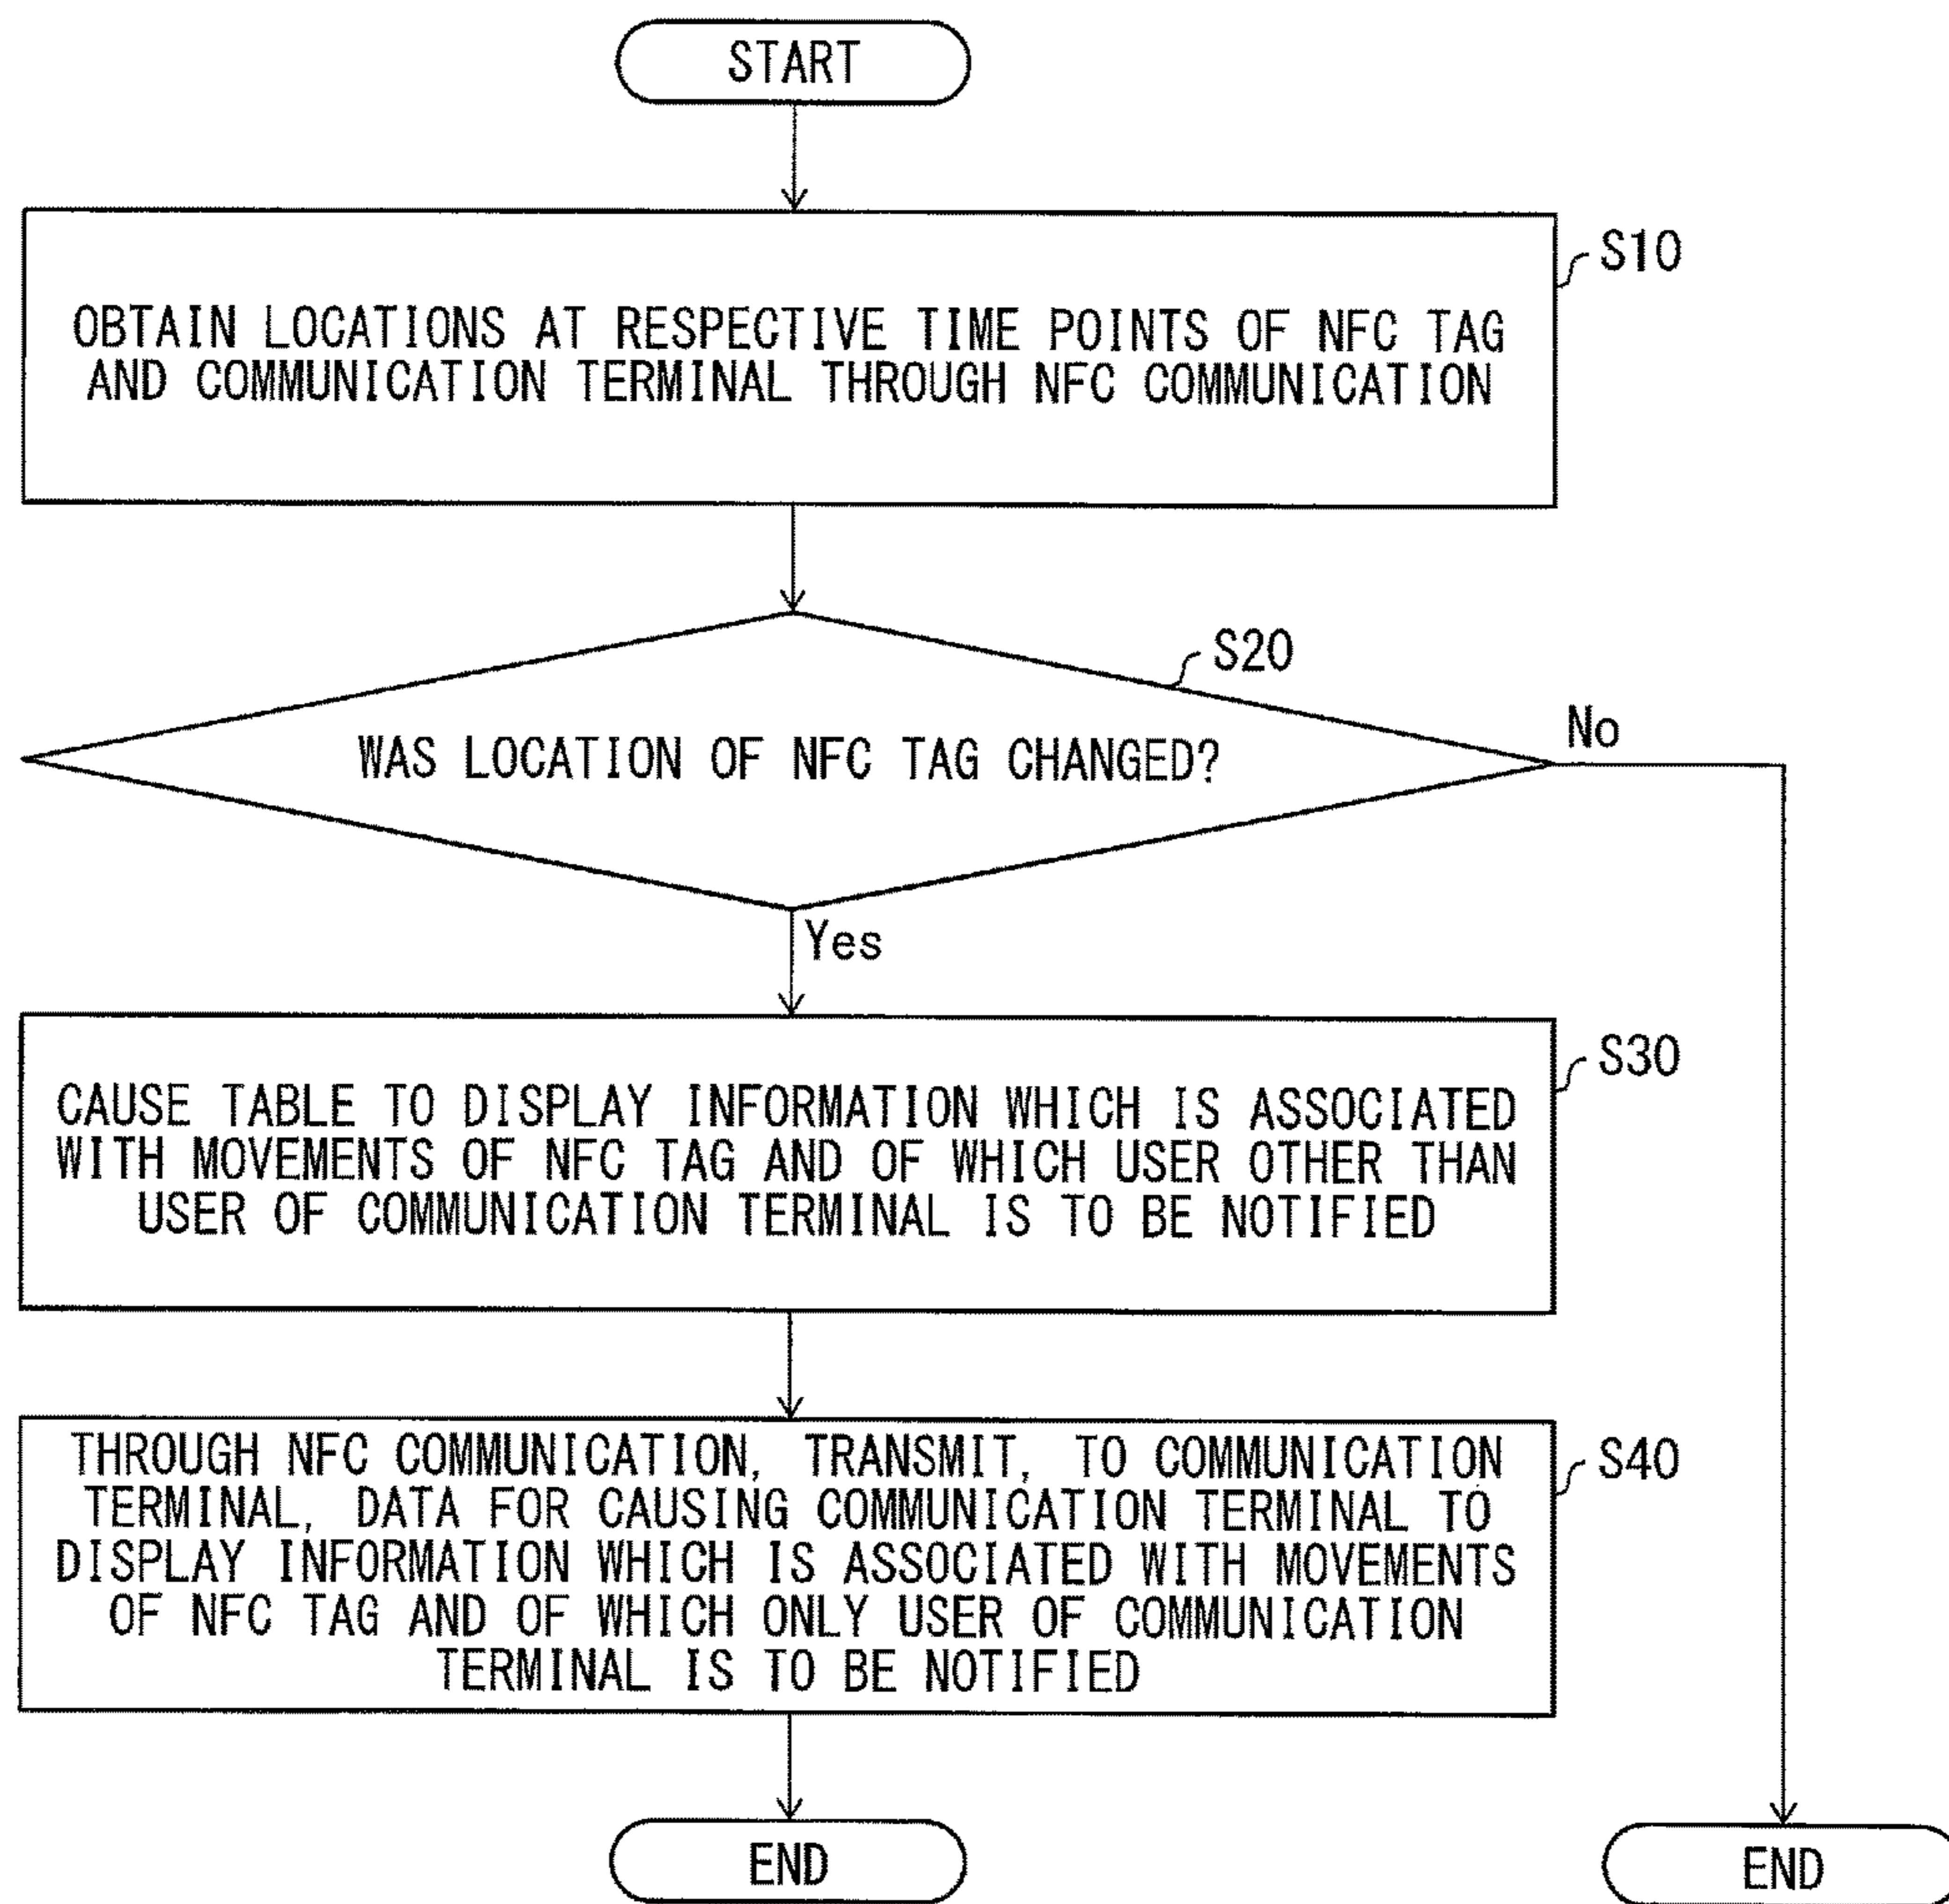 START
S10
OBTAIN LOCATIONS AT RESPECTIVE TIME POINTS OF NFC TAG
AND COMMUNICATION TERMINAL THROUGH NFC COMMUNICATION
S20
No
WAS LOCATION OF NFC TAG CHANGED?
Yes
S30
CAUSE TABLE TO DISPLAY INFORMATION WHICH IS ASSOCIATED
WITH MOVEMENTS OF NFC TAG AND OF WHICH USER OTHER THAN
USER OF COMMUNICATION TERMINAL IS TO BE NOTIFIED
S40
THROUGH NFC COMMUNICATION, TRANSMIT, TO COMMUNICATION
TERMINAL, DATA FOR CAUSING COMMUNICATION TERMINAL TO
DISPLAY INFORMATION WHICH IS ASSOCIATED WITH MOVEMENTS
OF NFC TAG AND OF WHICH ONLY USER OF COMMUNICATION
TERMINAL IS TO BE NOTIFIED
END
END